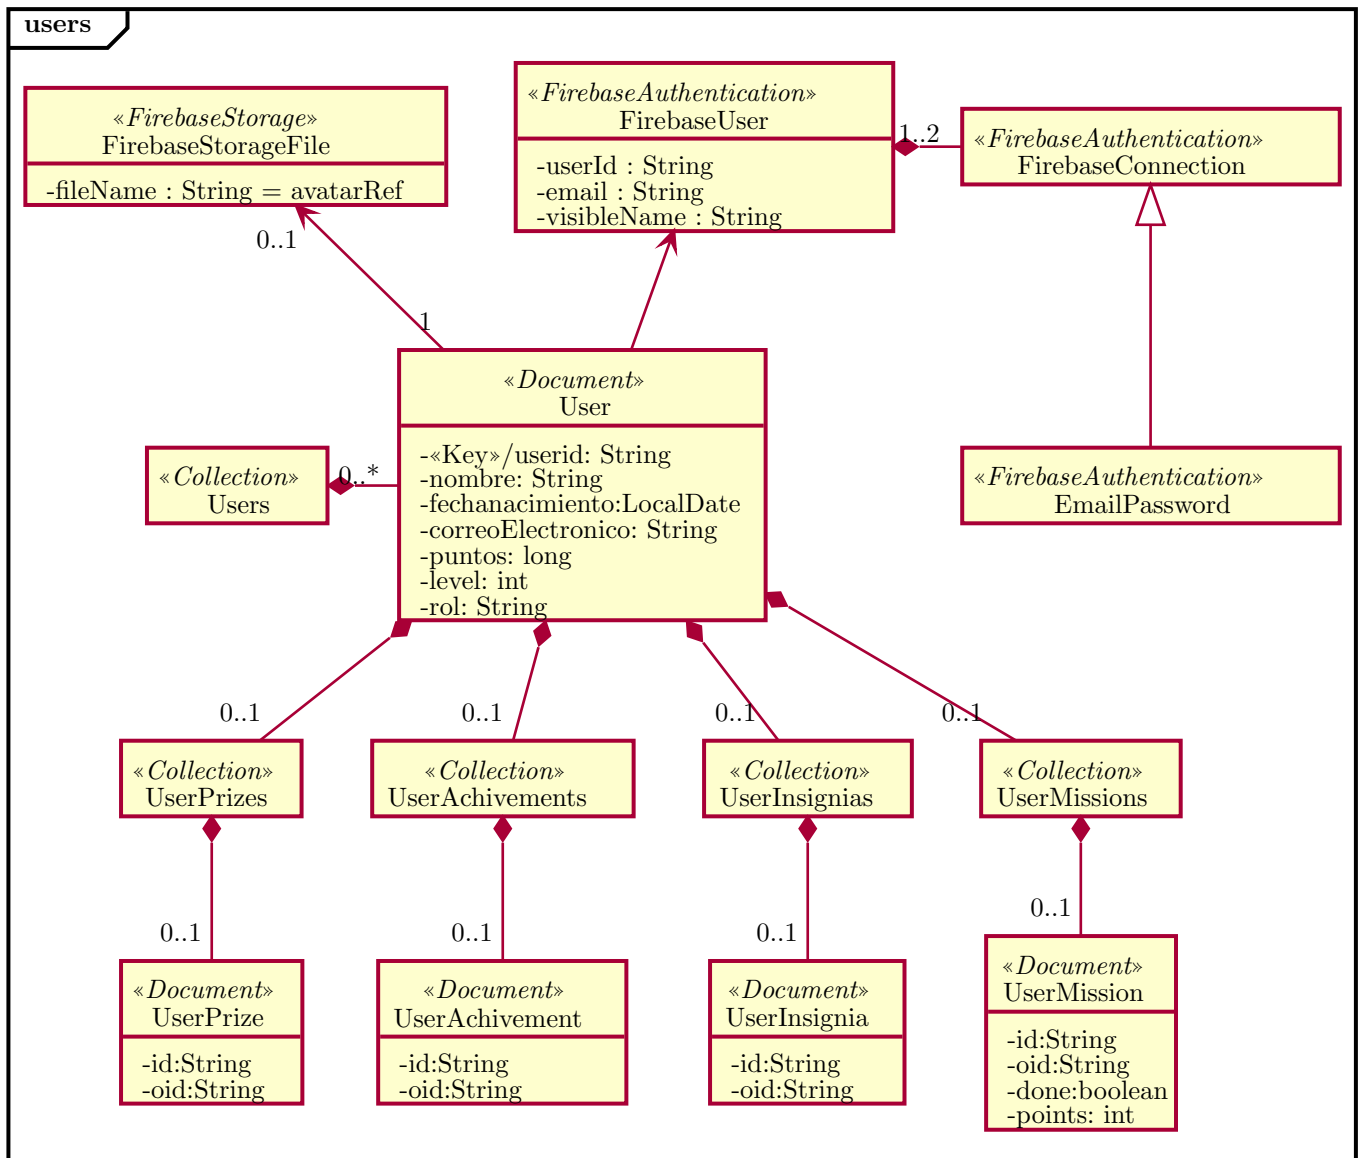 users
«FirebaseStorage»
FirebaseStorageFile
-fileName : String = avatarRef
«FirebaseAuthentication»
FirebaseUser
-userId : String
-email : String
-visibleName : String
1..2
«FirebaseAuthentication»
FirebaseConnection
0..1
1
«Document»
User
-«Key»/userid: String
-nombre: String
-fechanacimiento:LocalDate
-correoElectronico: String
-puntos: long
-level: int
-rol: String
«Collection»
Users
0..*
«FirebaseAuthentication»
EmailPassword
0..1
0..1
0..1
0..1
«Collection»
UserPrizes
«Collection»
UserAchivements
«Collection»
UserInsignias
«Collection»
UserMissions
0..1
0..1
0..1
0..1
«Document»
UserPrize
-id:String
-oid:String
«Document»
UserAchivement
-id:String
-oid:String
«Document»
UserInsignia
-id:String
-oid:String
«Document»
UserMission
-id:String
-oid:String
-done:boolean
-points: int